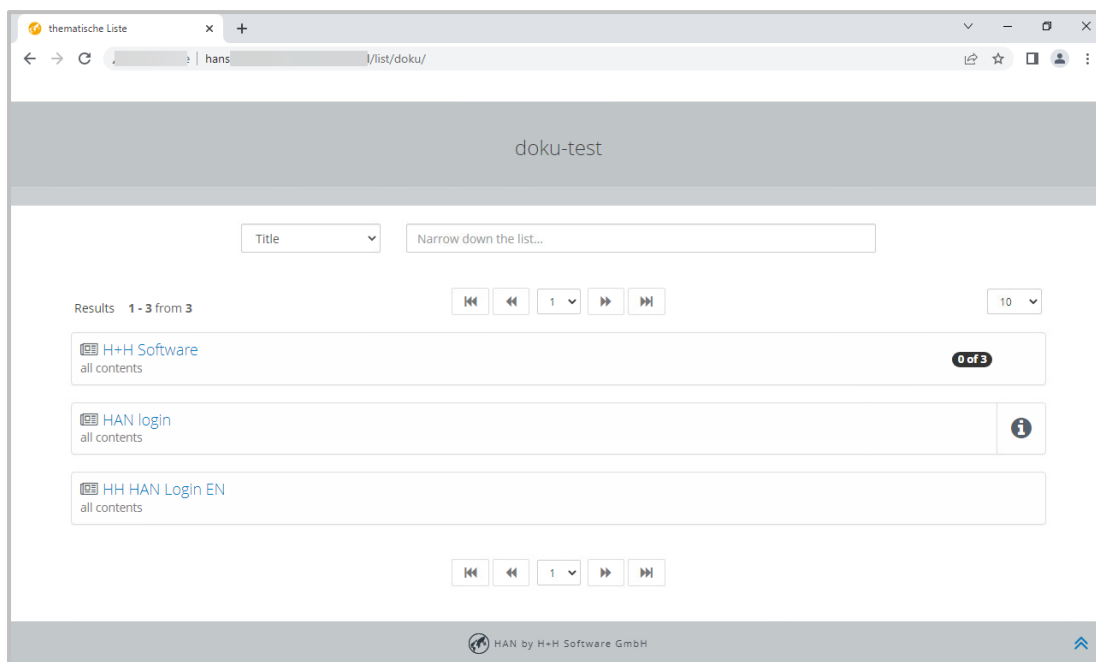 thematische Liste
hans /list/doku/
doku-test
Title Narrow down the list...
Results 1 - 3 from 3 1 10
H+H Software
all contents
0 of 3
HAN login
all contents
HH HAN Login EN
all contents
1
HAN by H+H Software GmbH